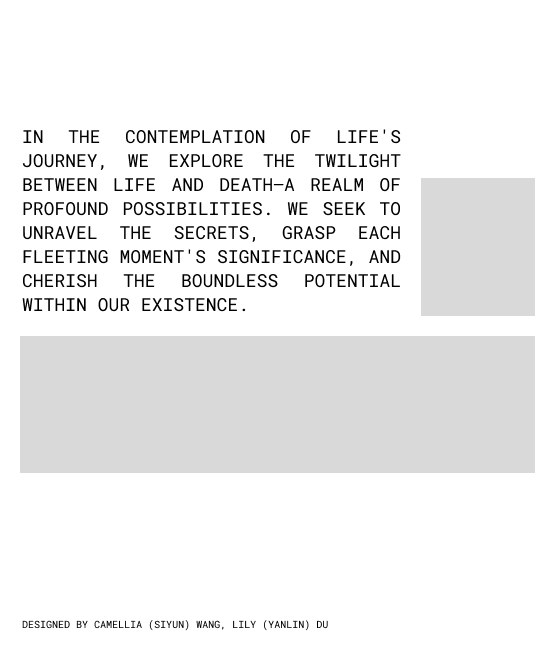 IN THE CONTEMPLATION OF LIFE'S
JOURNEY, WE EXPLORE THE TWILIGHT
BETWEEN LIFE AND DEATH—A REALM OF
PROFOUND POSSIBILITIES. WE SEEK TO
UNRAVEL THE SECRETS, GRASP EACH
FLEETING MOMENT'S SIGNIFICANCE, AND
CHERISH THE BOUNDLESS POTENTIAL
WITHIN OUR EXISTENCE.
DESIGNED BY CAMELLIA (SIYUN) WANG, LILY (YANLIN) DU